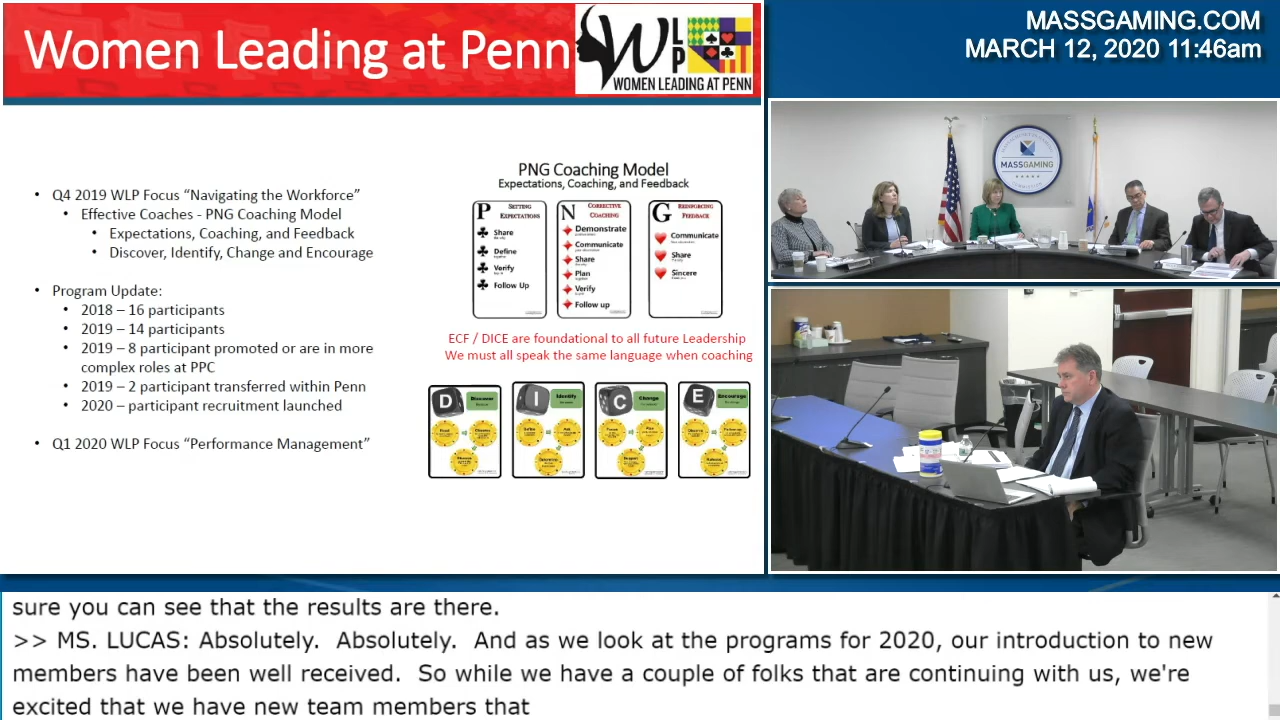 Women Leading at Penn
W
L
P
WOMEN LEADING AT PENN
MASSGAMING.COM
MARCH 12, 2020 11:46am
MASSGAMING
• Q4 2019 WLP Focus “Navigating the Workforce”
• Effective Coaches - PNG Coaching Model
• Expectations, Coaching, and Feedback
• Discover, Identify, Change and Encourage
• Program Update:
• 2018 – 16 participants
• 2019 – 14 participants
• 2019 – 8 participant promoted or are in more
complex roles at PPC
• 2019 – 2 participant transferred within Penn
• 2020 – participant recruitment launched
• Q1 2020 WLP Focus “Performance Management”
PNG Coaching Model
Expectations, Coaching, and Feedback
P
SETTING
EXPECTATIONS
Share
Define
Verify
Follow Up
N
CORRECTIVE
COACHING
Demonstrate
Communicate
Share
Plan
Verify
Follow up
G
REINFORCING
FEEDBACK
Communicate
Share
Sincere
ECF / DICE are foundational to all future Leadership
We must all speak the same language when coaching
D
Discover
I
Identify
C
Change
E
Encourage
sure you can see that the results are there.
>> MS. LUCAS: Absolutely. Absolutely. And as we look at the programs for 2020, our introduction to new
members have been well received. So while we have a couple of folks that are continuing with us, we're
excited that we have new team members that